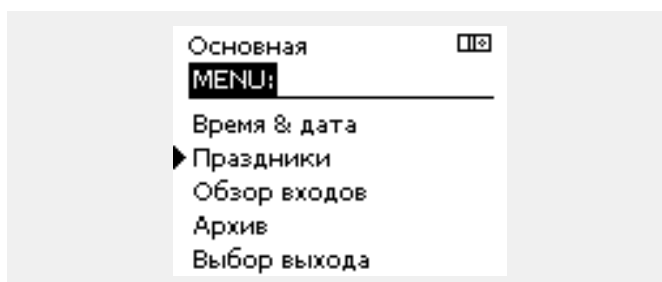 Основная
MENU:
Время & дата
Праздники
Обзор входов
Архив
Выбор выхода